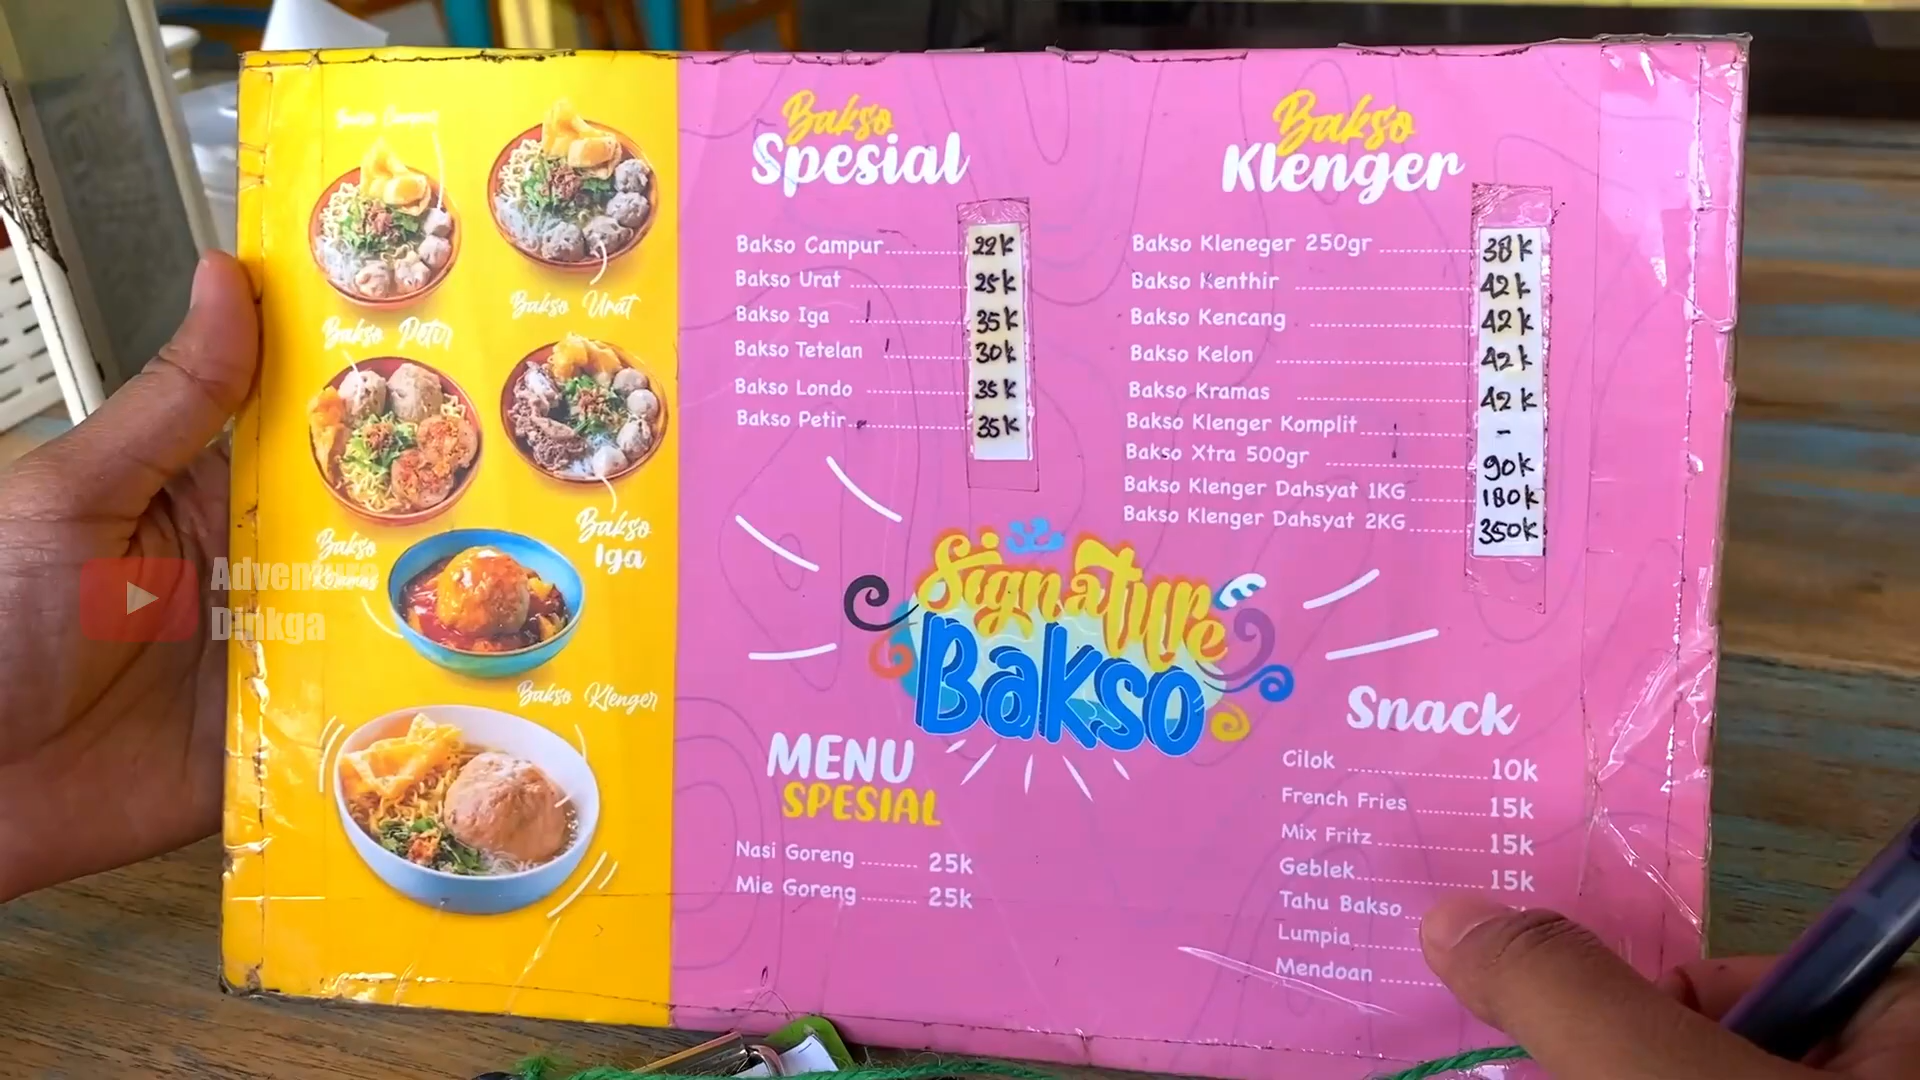 Bakso Campur
Bakso Urat
Bakso Petir
Bakso
Iga
Bakso
Keramas
Bakso Klenger
Adventure
Dinkga
Bakso
Spesial
Bakso Campur 22k
Bakso Urat 25k
Bakso Iga 35k
Bakso Tetelan 30k
Bakso Londo 35k
Bakso Petir 35k
Bakso
Klenger
Bakso Kleneger 250gr 38k
Bakso Kenthir 42k
Bakso Kencang 42k
Bakso Kelon 42k
Bakso Kramas 42k
Bakso Klenger Komplit -
Bakso Xtra 500gr 90k
Bakso Klenger Dahsyat 1KG 180k
Bakso Klenger Dahsyat 2KG 350k
Signature
Bakso
MENU
SPESIAL
Nasi Goreng 25k
Mie Goreng 25k
Snack
Cilok 10k
French Fries 15k
Mix Fritz 15k
Geblek 15k
Tahu Bakso
Lumpia
Mendoan